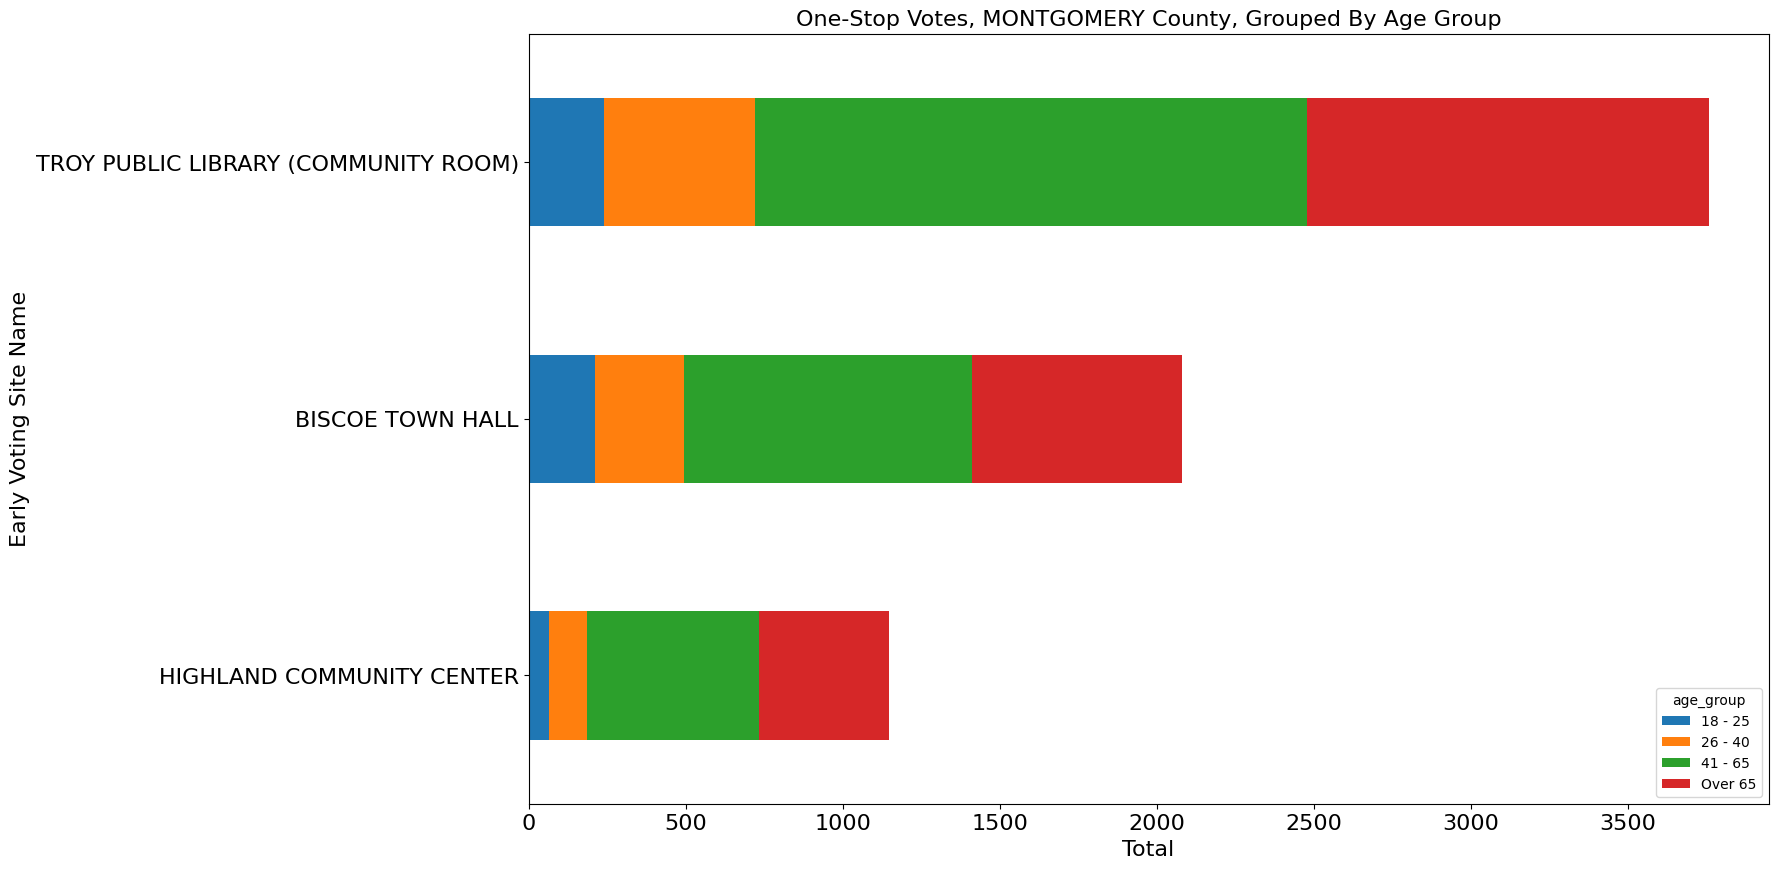 One-Stop Votes, MONTGOMERY County, Grouped By Age Group
Early Voting Site Name
TROY PUBLIC LIBRARY (COMMUNITY ROOM)
BISCOE TOWN HALL
HIGHLAND COMMUNITY CENTER
age_group
18 - 25
26 - 40
41 - 65
Over 65
0 500 1000 1500 2000 2500 3000 3500
Total